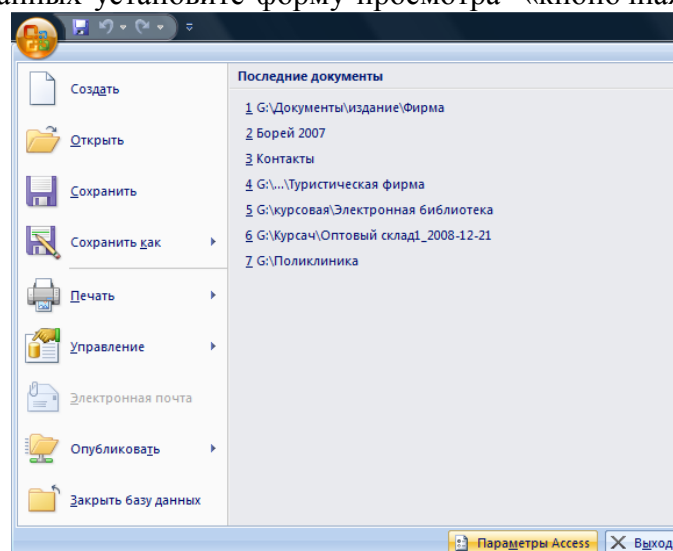 данных установите форму просмотра «кнопочная
Последние документы
Создать
1 G:\Документы\издание\Фирма
2 Борей 2007
Открыть
3 Контакты
4 G:\...\Туристическая фирма
Сохранить
5 G:\курсовая\Электронная библиотека
6 G:\Курсач\Оптовый склад1_2008-12-21
Сохранить как
7 G:\Поликлиника
Печать
Управление
Электронная почта
Опубликовать
Закрыть базу данных
Параметры Access
Выход